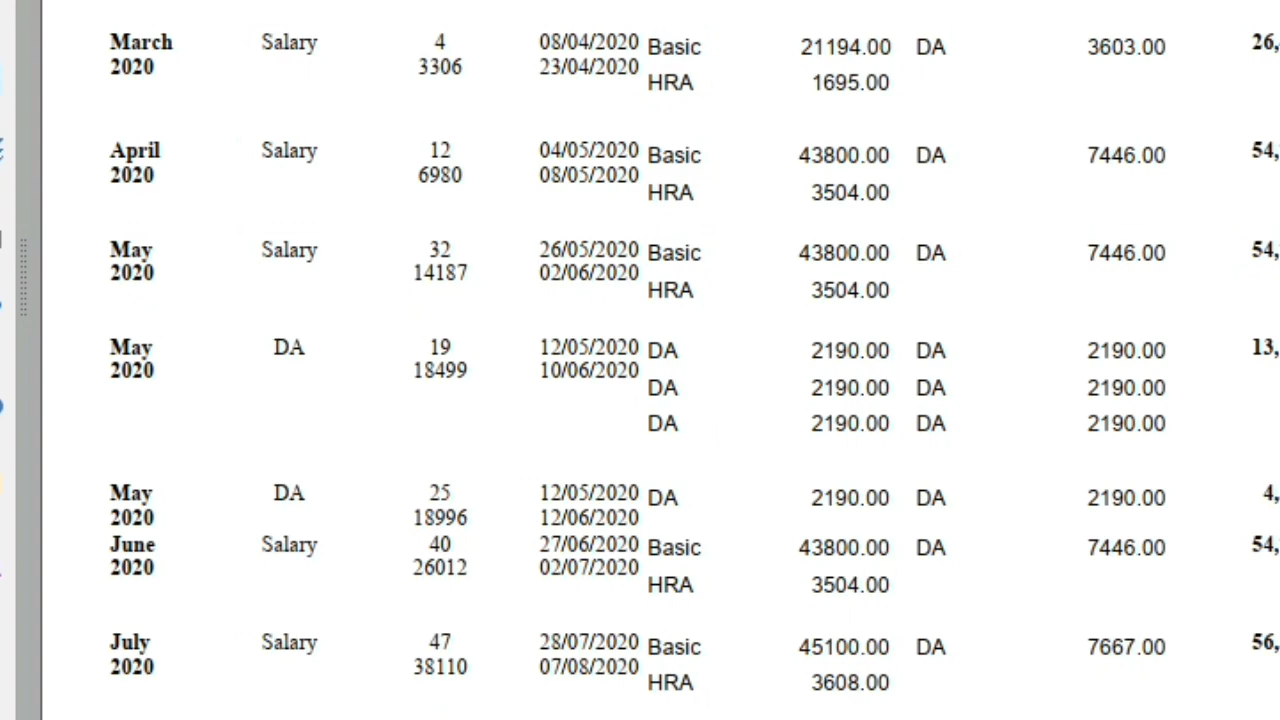 March Salary 4 08/04/2020 Basic 21194.00 DA 3603.00 26,
2020 3306 23/04/2020
HRA 1695.00
April Salary 12 04/05/2020 Basic 43800.00 DA 7446.00 54,
2020 6980 08/05/2020
HRA 3504.00
May Salary 32 26/05/2020 Basic 43800.00 DA 7446.00 54,
2020 14187 02/06/2020
HRA 3504.00
May DA 19 12/05/2020 DA 2190.00 DA 2190.00 13,
2020 18499 10/06/2020
DA 2190.00 DA 2190.00
DA 2190.00 DA 2190.00
May DA 25 12/05/2020 DA 2190.00 DA 2190.00 4,
2020 18996 12/06/2020
June Salary 40 27/06/2020 Basic 43800.00 DA 7446.00 54,
2020 26012 02/07/2020
HRA 3504.00
July Salary 47 28/07/2020 Basic 45100.00 DA 7667.00 56,
2020 38110 07/08/2020
HRA 3608.00